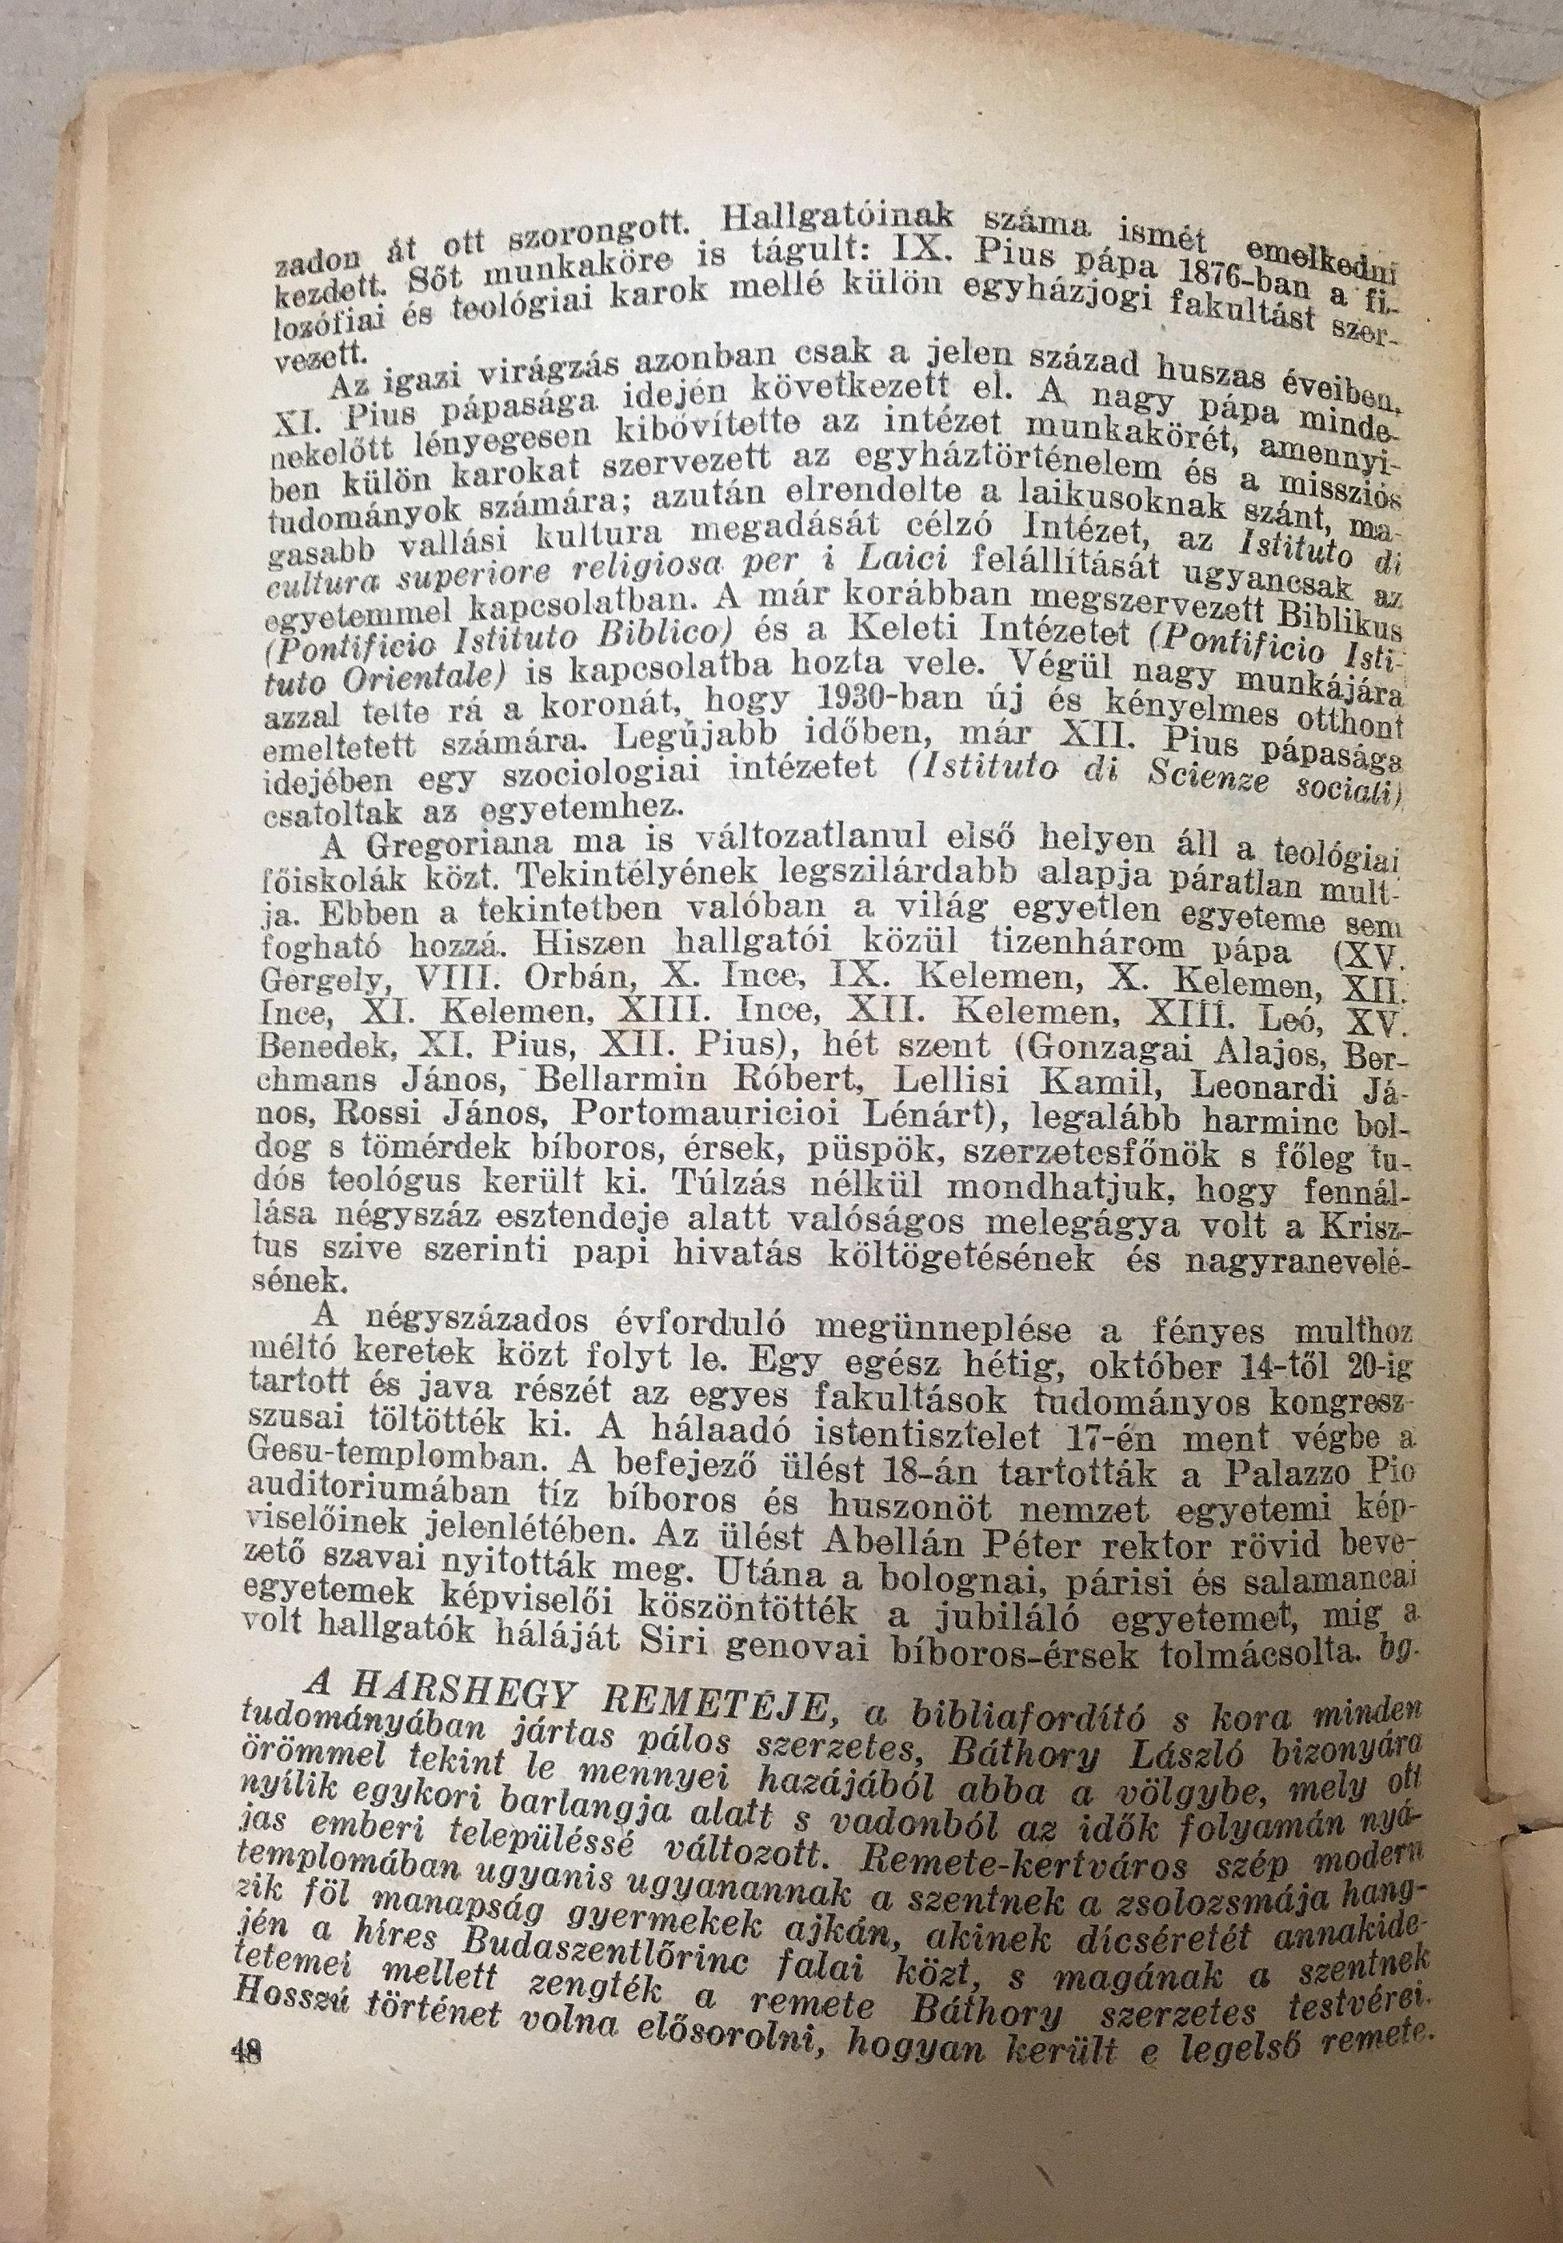 zadon át ott szorongott. Hallgatóinak száma ismét emelkedni
kezdett. Sőt munkaköre is tágult: IX. Pius pápa 1876-ban a fi-
lozófiai és teológiai karok mellé külön egyházjogi fakultást szer-
vezett.
Az igazi virágzás azonban csak a jelen század huszas éveiben,
XI. Pius pápasága idején következett el. A nagy pápa minde-
nekelőtt lényegesen kibővítette az intézet munkakörét, amennyi-
ben külön karokat szervezett az egyháztörténelem és a missziós
tudományok számára; azután elrendelte a laikusoknak szánt, ma-
gasabb vallási kultura megadását célzó Intézet, az Istituto di
cultura superiore religiosa per i Laici felállítását ugyancsak az
egyetemmel kapcsolatban. A már korábban megszervezett Biblikus
(Pontificio Istituto Biblico) és a Keleti Intézetet (Pontificio Isti-
tuto Orientale) is kapcsolatba hozta vele. Végül nagy munkájára
azzal tette rá a koronát, hogy 1930-ban új és kényelmes otthont
emeltetett számára. Legújabb időben, már XII. Pius pápasága
idejében egy szociologiai intézetet (Istituto di Scienze sociali)
csatoltak az egyetemhez.
A Gregoriana ma is változatlanul első helyen áll a teológiai
főiskolák közt. Tekintélyének legszilárdabb alapja páratlan mult-
ja. Ebben a tekintetben valóban a világ egyetlen egyeteme sem
fogható hozzá. Hiszen hallgatói közül tizenhárom pápa (XV.
Gergely, VIII. Orbán, X. Ince, IX. Kelemen, X. Kelemen, XII.
Ince, XI. Kelemen, XIII. Ince, XII. Kelemen, XIII. Leó, XV.
Benedek, XI. Pius, XII. Pius), hét szent (Gonzagai Alajos, Ber-
chmans János, Bellarmin Róbert, Lellisi Kamil, Leonardi Já-
nos, Rossi János, Portomauricioi Lénárt), legalább harminc bol-
dog s tömérdek bíboros, érsek, püspök, szerzetesfőnök s főleg tu-
dós teológus került ki. Túlzás nélkül mondhatjuk, hogy fennál-
lása négyszáz esztendeje alatt valóságos melegágya volt a Krisz-
tus szive szerinti papi hivatás költögetésének és nagyranevelé-
sének.
A négyszázados évforduló megünneplése a fényes multhoz
méltó keretek közt folyt le. Egy egész hétig, október 14-től 20-ig
tartott és java részét az egyes fakultások tudományos kongresz-
szusai töltötték ki. A hálaadó istentisztelet 17-én ment végbe a
Gesu-templomban. A befejező ülést 18-án tartották a Palazzo Pio
auditoriumában tíz bíboros és huszonöt nemzet egyetemi kép-
viselőinek jelenlétében. Az ülést Abellán Péter rektor rövid beve-
zető szavai nyitották meg. Utána a bolognai, párisi és salamancai
egyetemek képviselői köszöntötték a jubiláló egyetemet, mig a
volt hallgatók háláját Siri genovai bíboros-érsek tolmácsolta. bg.
A HÁRSHEGY REMETÉJE, a bibliafordító s kora minden
tudományában jártas pálos szerzetes, Báthory László bizonyára
örömmel tekint le mennyei hazájából abba a völgybe, mely ott
nyílik egykori barlangja alatt s vadonból az idők folyamán nyá-
jas emberi településsé változott. Remete-kertváros szép modern
templomában ugyanis ugyanannak a szentnek a zsolozsmája hang-
zik föl manapság gyermekek ajkán, akinek dícséretét annakide-
jén a híres Budaszentlőrinc falai közt, s magának a szentnek
tetemei mellett zengték a remete Báthory szerzetes testvérei.
Hosszú történet volna elősorolni, hogyan került e legelső remete.
48